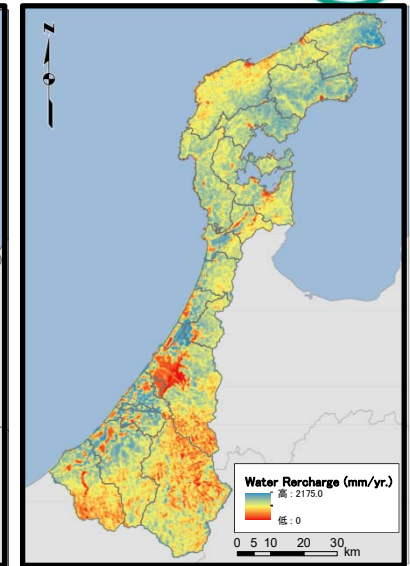 N
Water Rercharge (mm/yr.)
高 : 2175.0
低 : 0
0 5 10 20 30
km